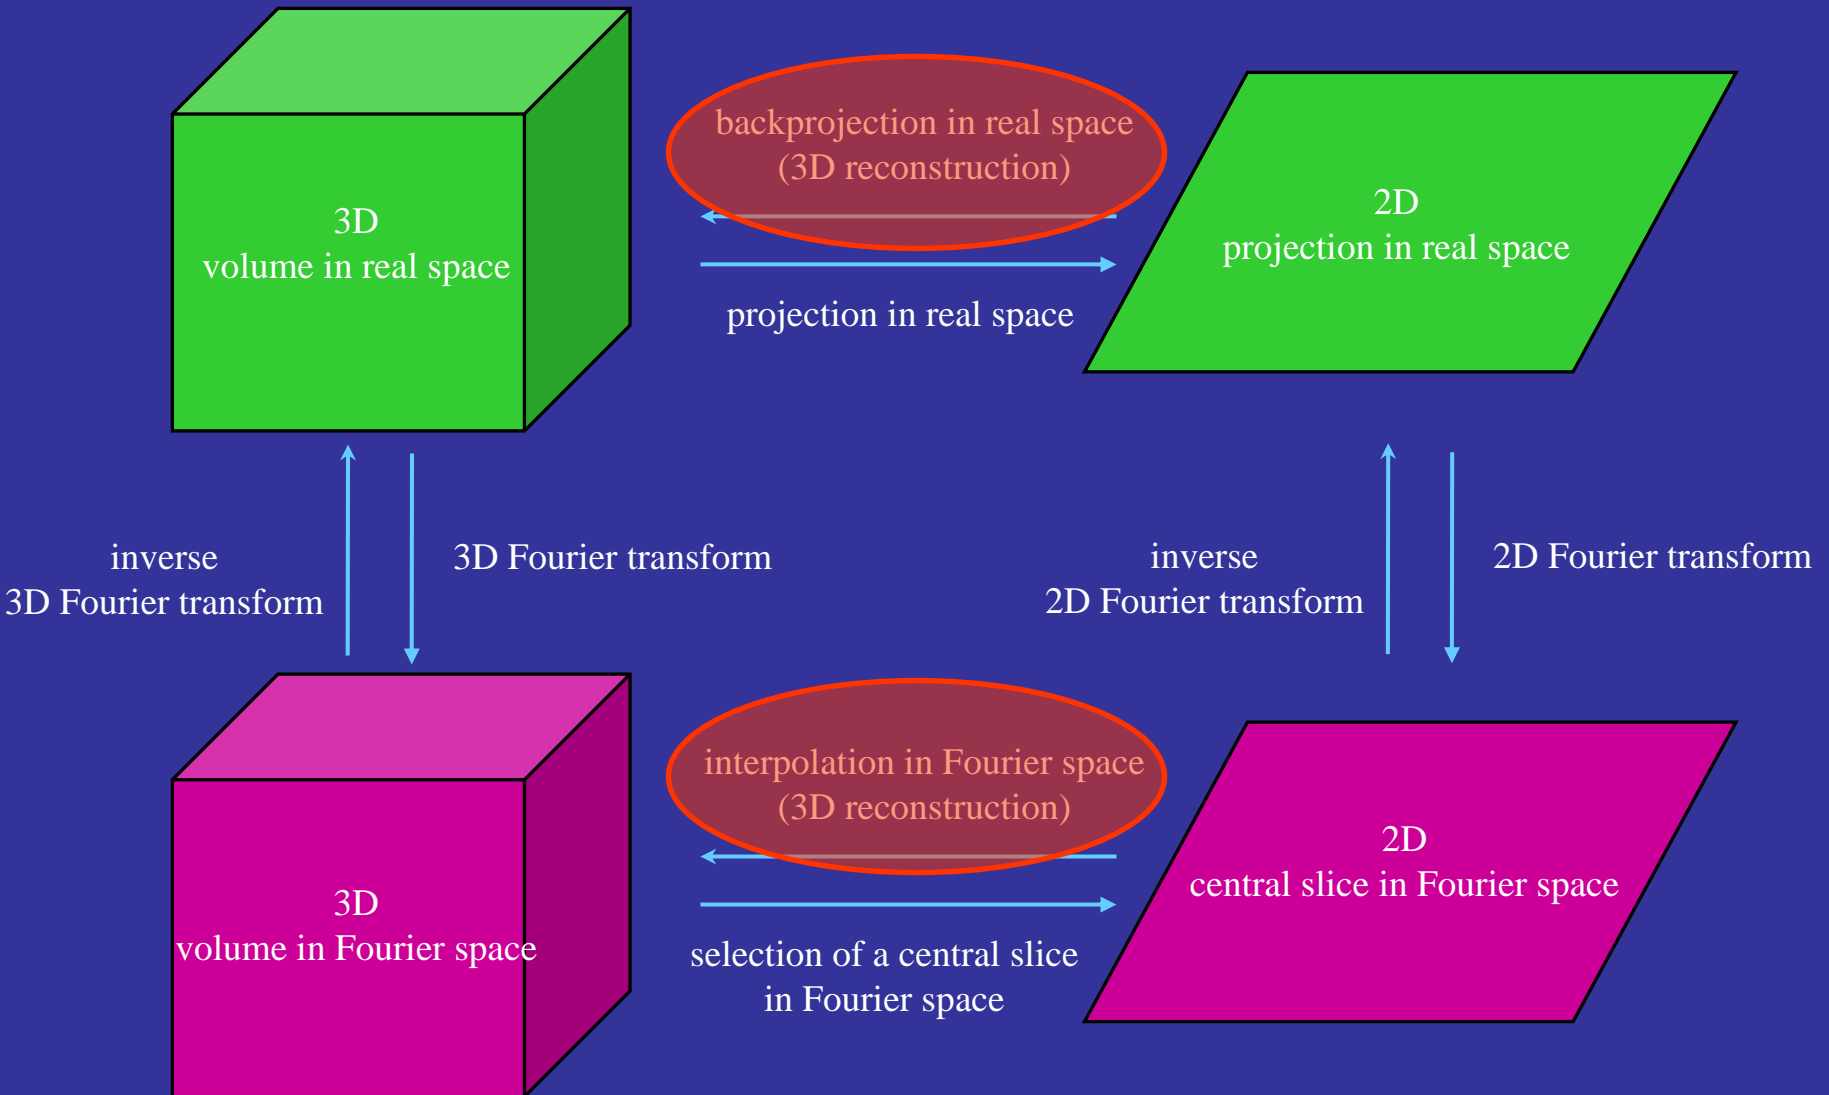 backprojection in real space
(3D reconstruction)
3D
volume in real space
2D
projection in real space
projection in real space
inverse
3D Fourier transform
3D Fourier transform
inverse
2D Fourier transform
2D Fourier transform
interpolation in Fourier space
(3D reconstruction)
3D
volume in Fourier space
2D
central slice in Fourier space
selection of a central slice
in Fourier space